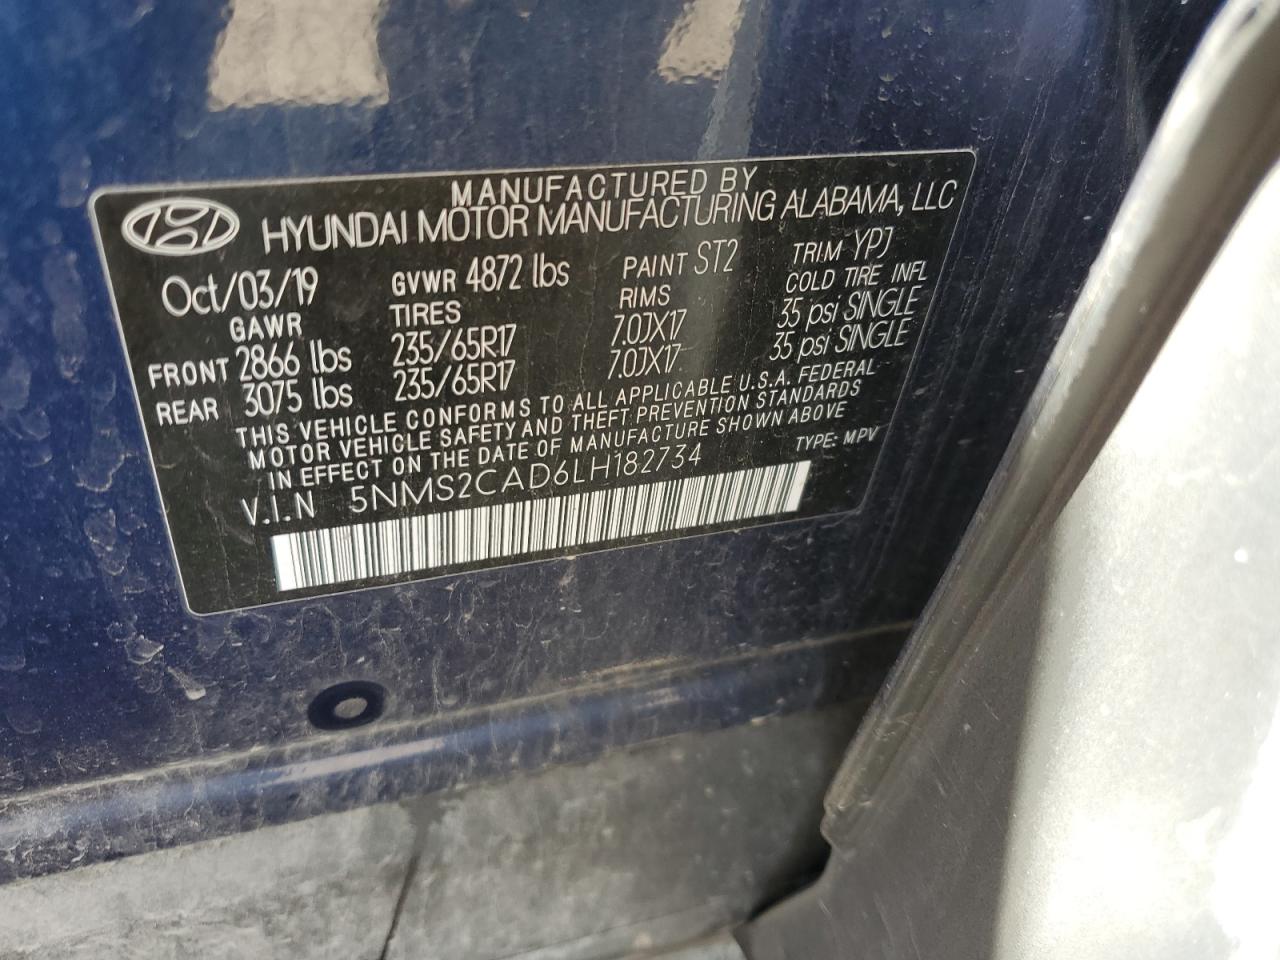 MANUFACTURED BY
HYUNDAI MOTOR MANUFACTURING ALABAMA, LLC
Oct/03/19 GVWR 4872 lbs PAINT ST2 TRIM YPJ
GAWR TIRES RIMS COLD TIRE INFL
FRONT 2866 lbs 235/65R17 7.0JX17 35 psi SINGLE
REAR 3075 lbs 235/65R17 7.0JX17 35 psi SINGLE
THIS VEHICLE CONFORMS TO ALL APPLICABLE U.S.A. FEDERAL
MOTOR VEHICLE SAFETY AND THEFT PREVENTION STANDARDS
IN EFFECT ON THE DATE OF MANUFACTURE SHOWN ABOVE
V.I.N 5NMS2CAD6LH182734 TYPE: MPV